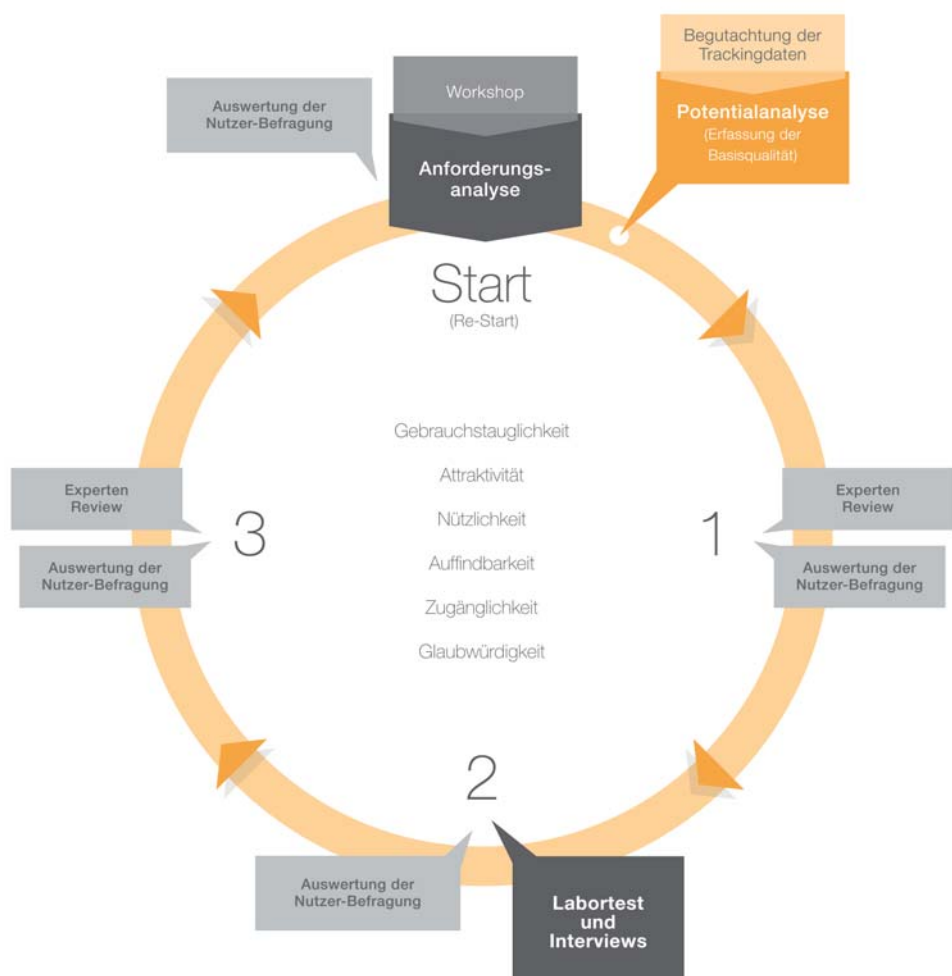 Begutachtung der
Trackingdaten
Potentialanalyse
(Erfassung der
Basisqualität)
Workshop
Anforderungs-
analyse
Auswertung der
Nutzer-Befragung
Start
(Re-Start)
Gebrauchstauglichkeit
Attraktivität
Nützlichkeit
Auffindbarkeit
Zugänglichkeit
Glaubwürdigkeit
1
Experten
Review
Auswertung der
Nutzer-Befragung
2
Labortest
und
Interviews
Auswertung der
Nutzer-Befragung
3
Experten
Review
Auswertung der
Nutzer-Befragung